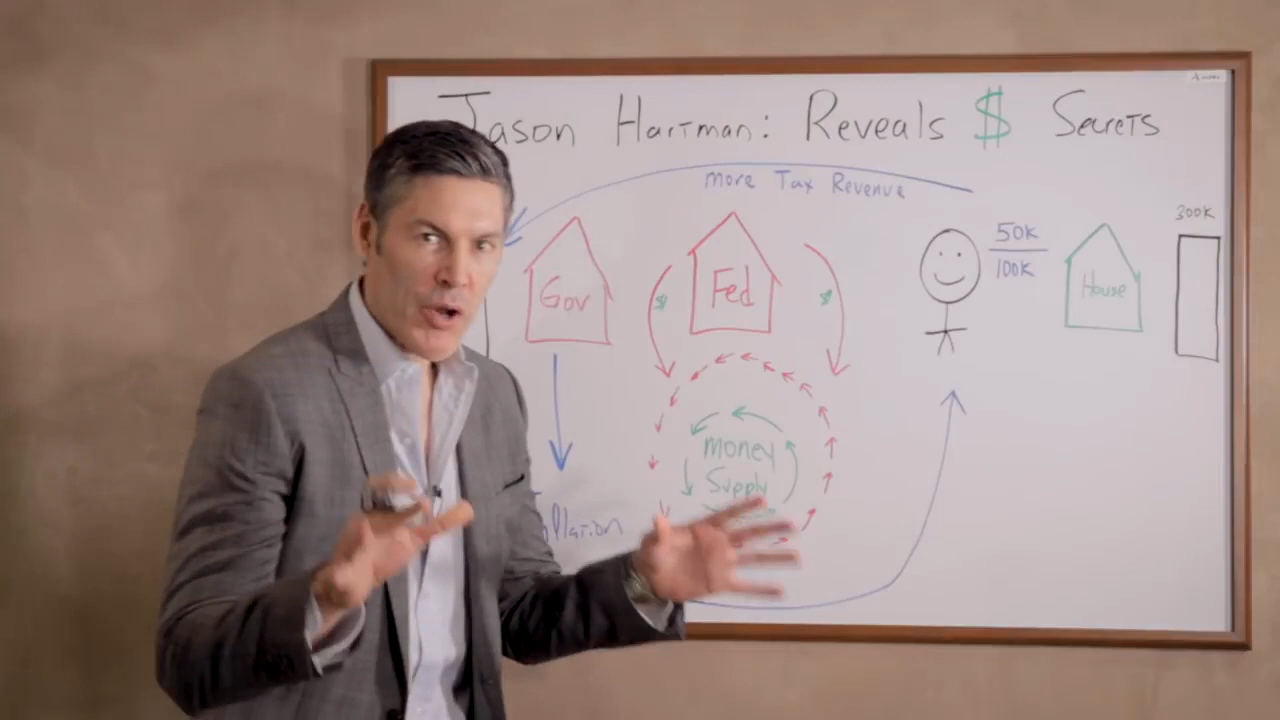 Jason Hartman: Reveals $ Secrets
more Tax Revenue
300K
50K
100K
Gov
$
Fed
$
House
money
Supply